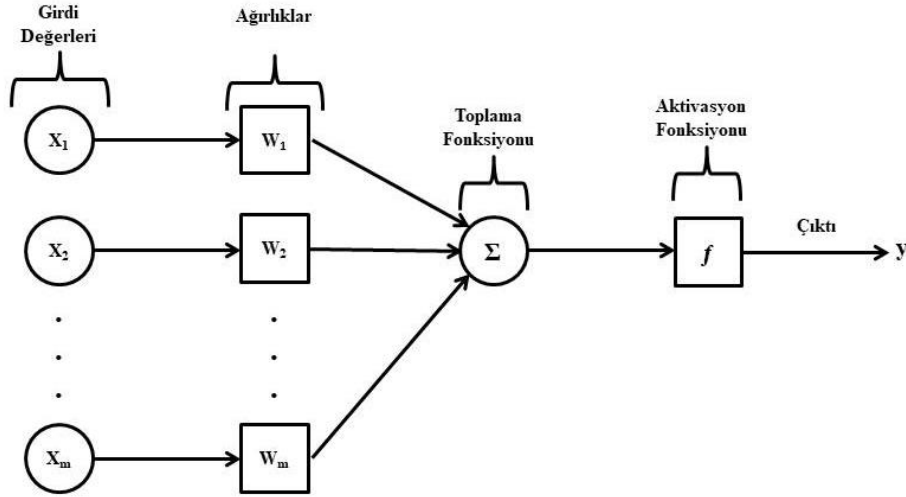 Girdi
Değerleri
Ağırlıklar
Toplama
Fonksiyonu
Aktivasyon
Fonksiyonu
X₁
W₁
X₂
W₂
Σ
f
Çıktı
y
Xₘ
Wₘ